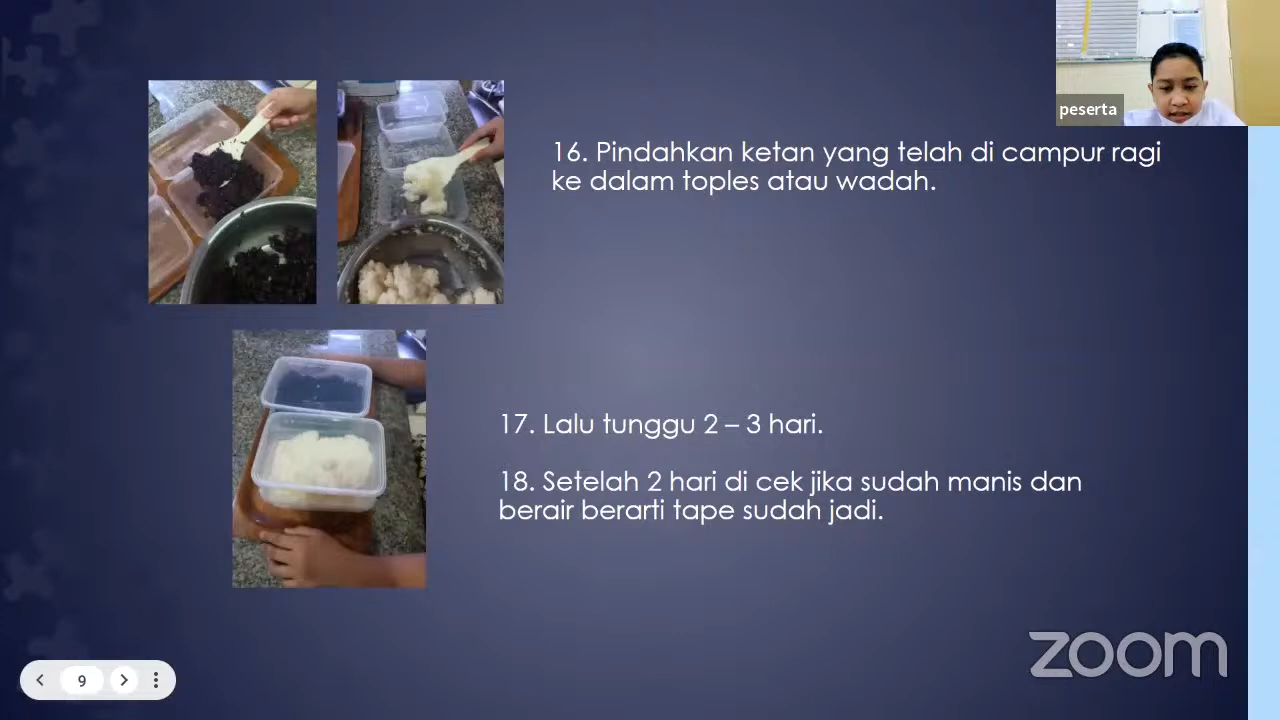 peserta
16. Pindahkan ketan yang telah di campur ragi
ke dalam toples atau wadah.
17. Lalu tunggu 2 – 3 hari.
18. Setelah 2 hari di cek jika sudah manis dan
berair berarti tape sudah jadi.
zoom
9